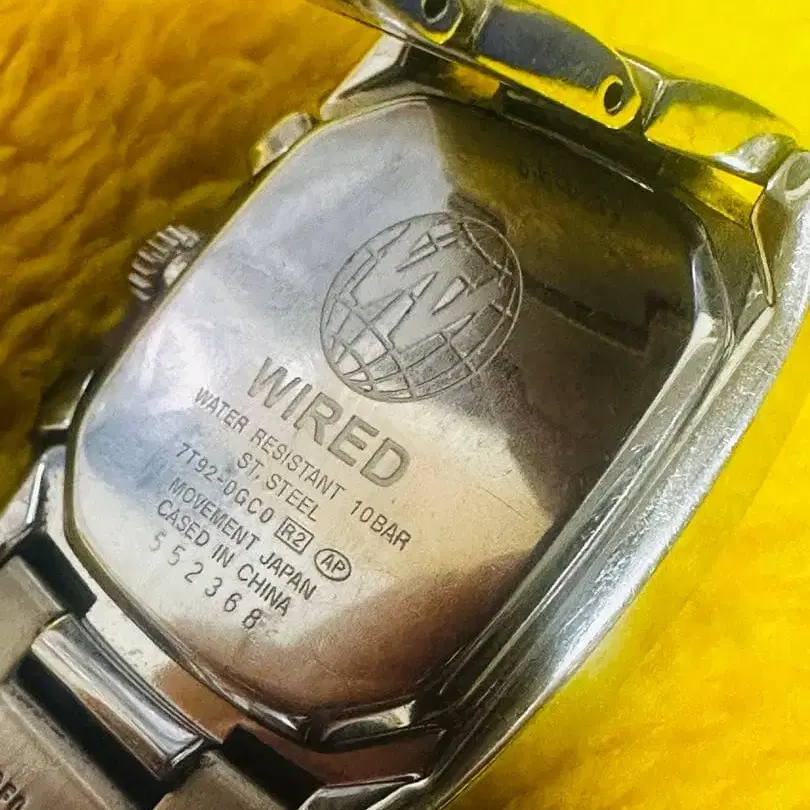 WIRED
WATER RESISTANT 10BAR
ST. STEEL
7T92-0GC0 R2 AP
MOVEMENT JAPAN
CASED IN CHINA
552368